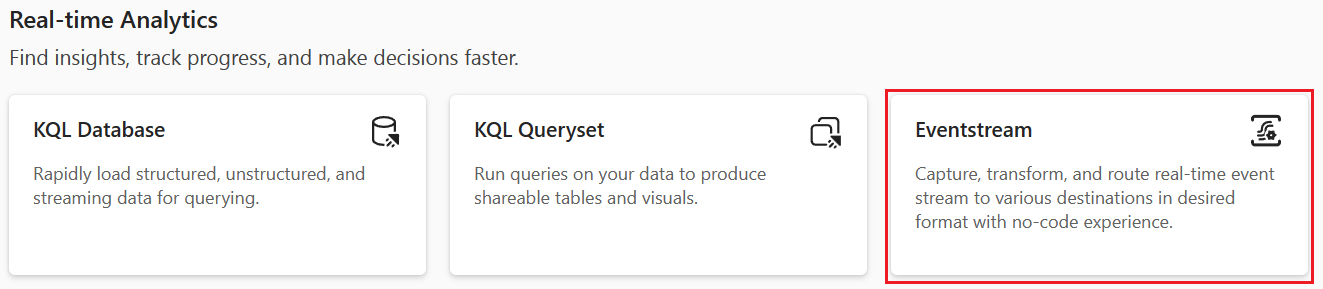 Real-time Analytics
Find insights, track progress, and make decisions faster.
KQL Database
Rapidly load structured, unstructured, and
streaming data for querying.
KQL Queryset
Run queries on your data to produce
shareable tables and visuals.
Eventstream
Capture, transform, and route real-time event
stream to various destinations in desired
format with no-code experience.